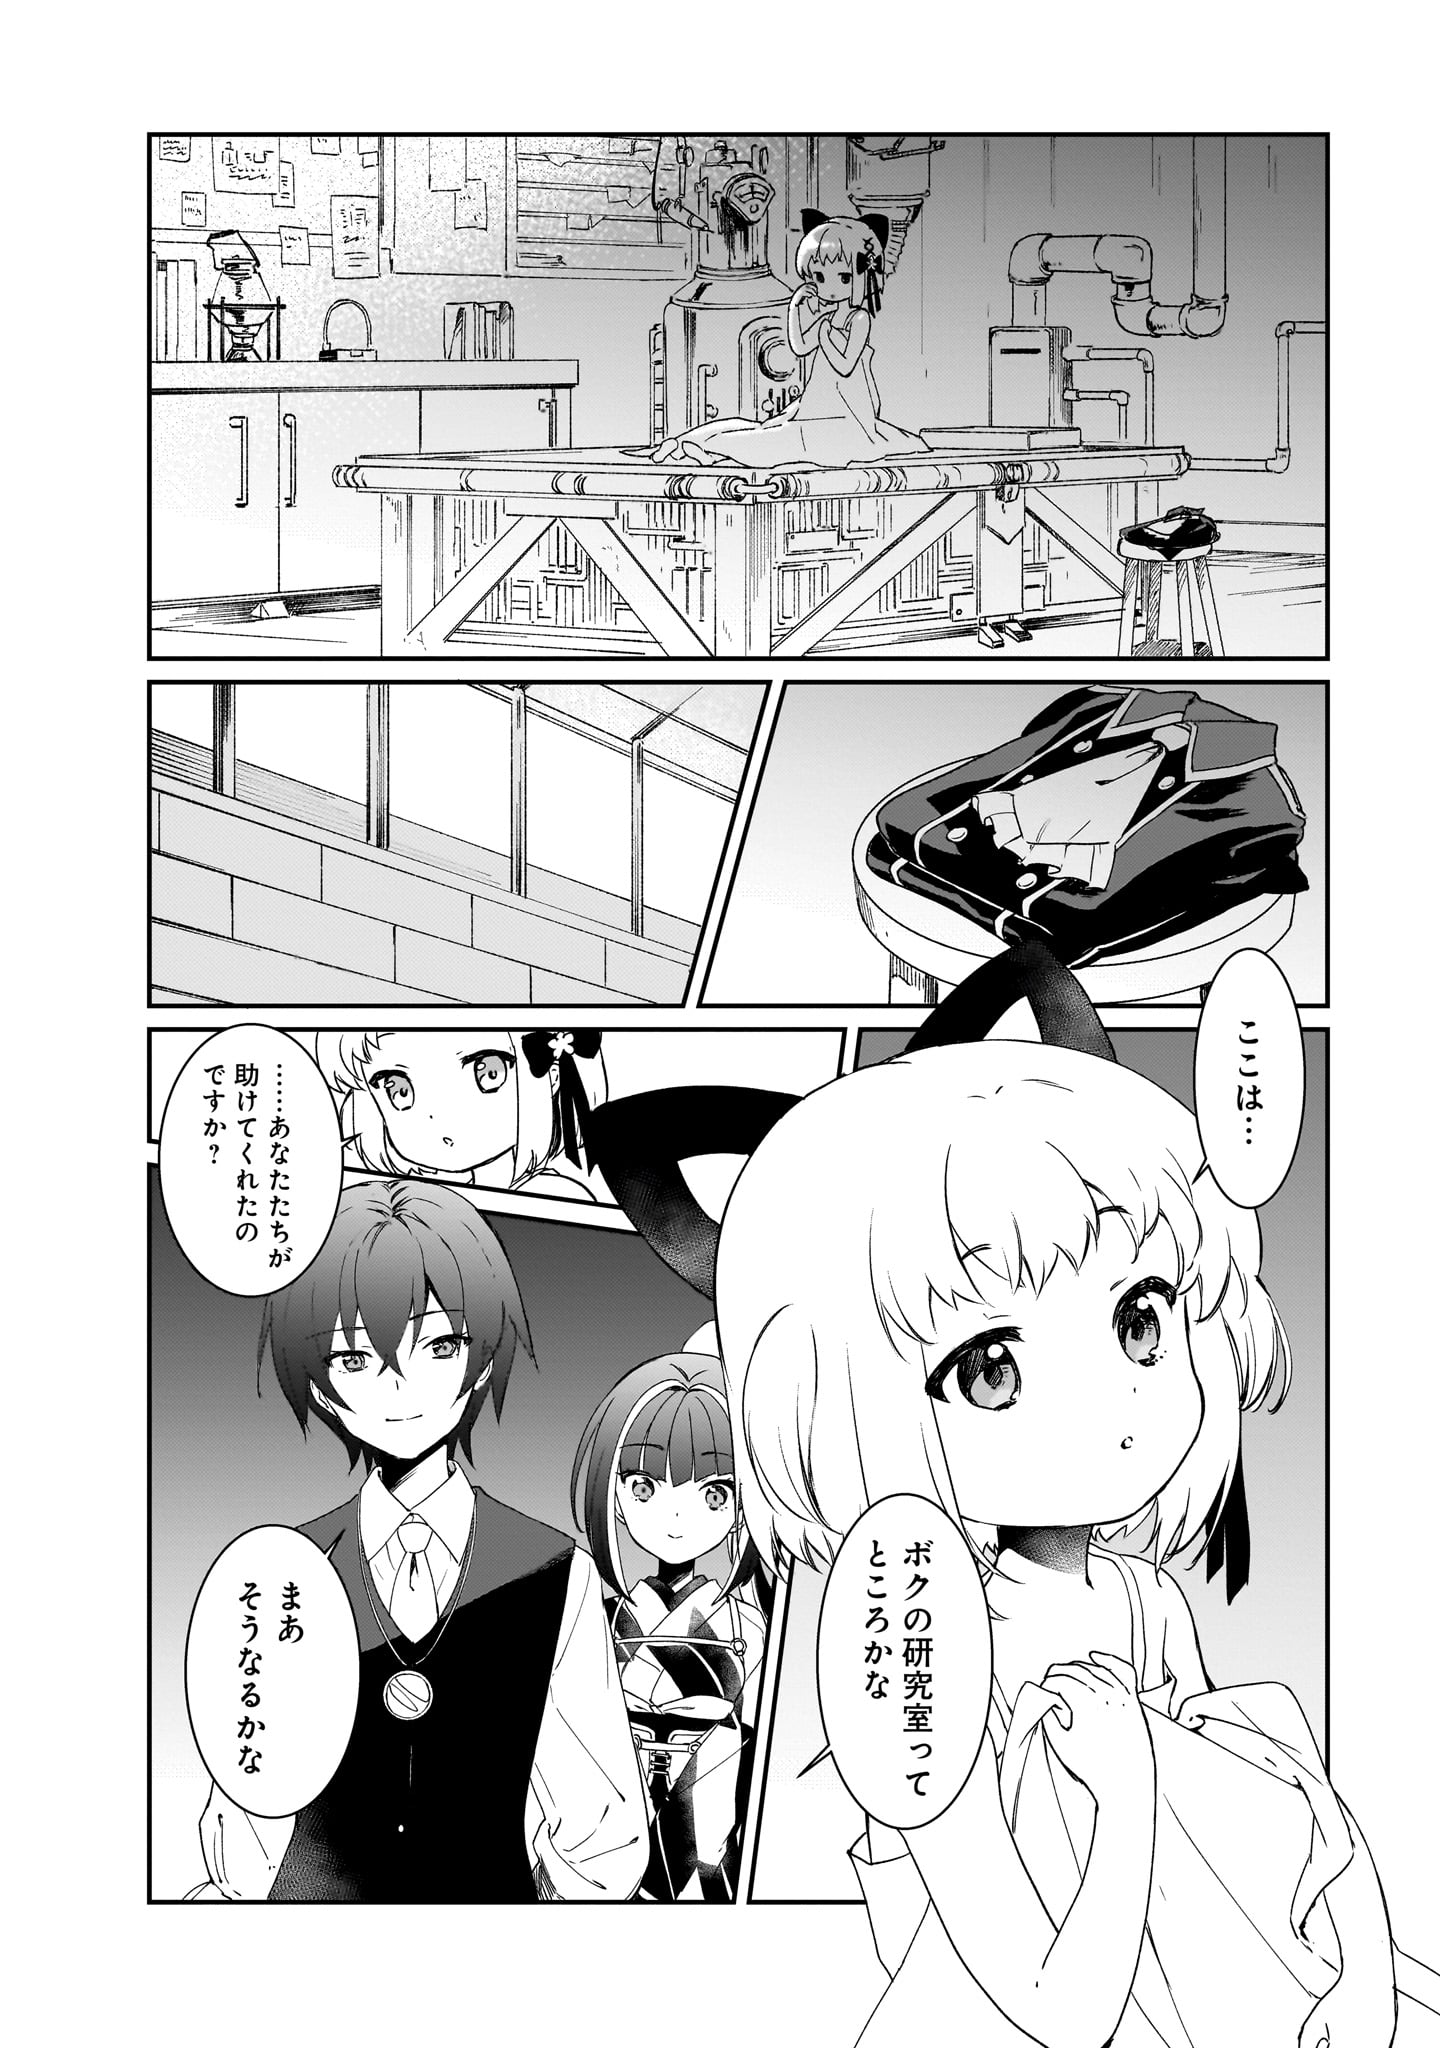 ここは…
ボクの研究室って
ところかな
……あなたたちが
助けてくれたの
ですか?
まあ
そうなるかな